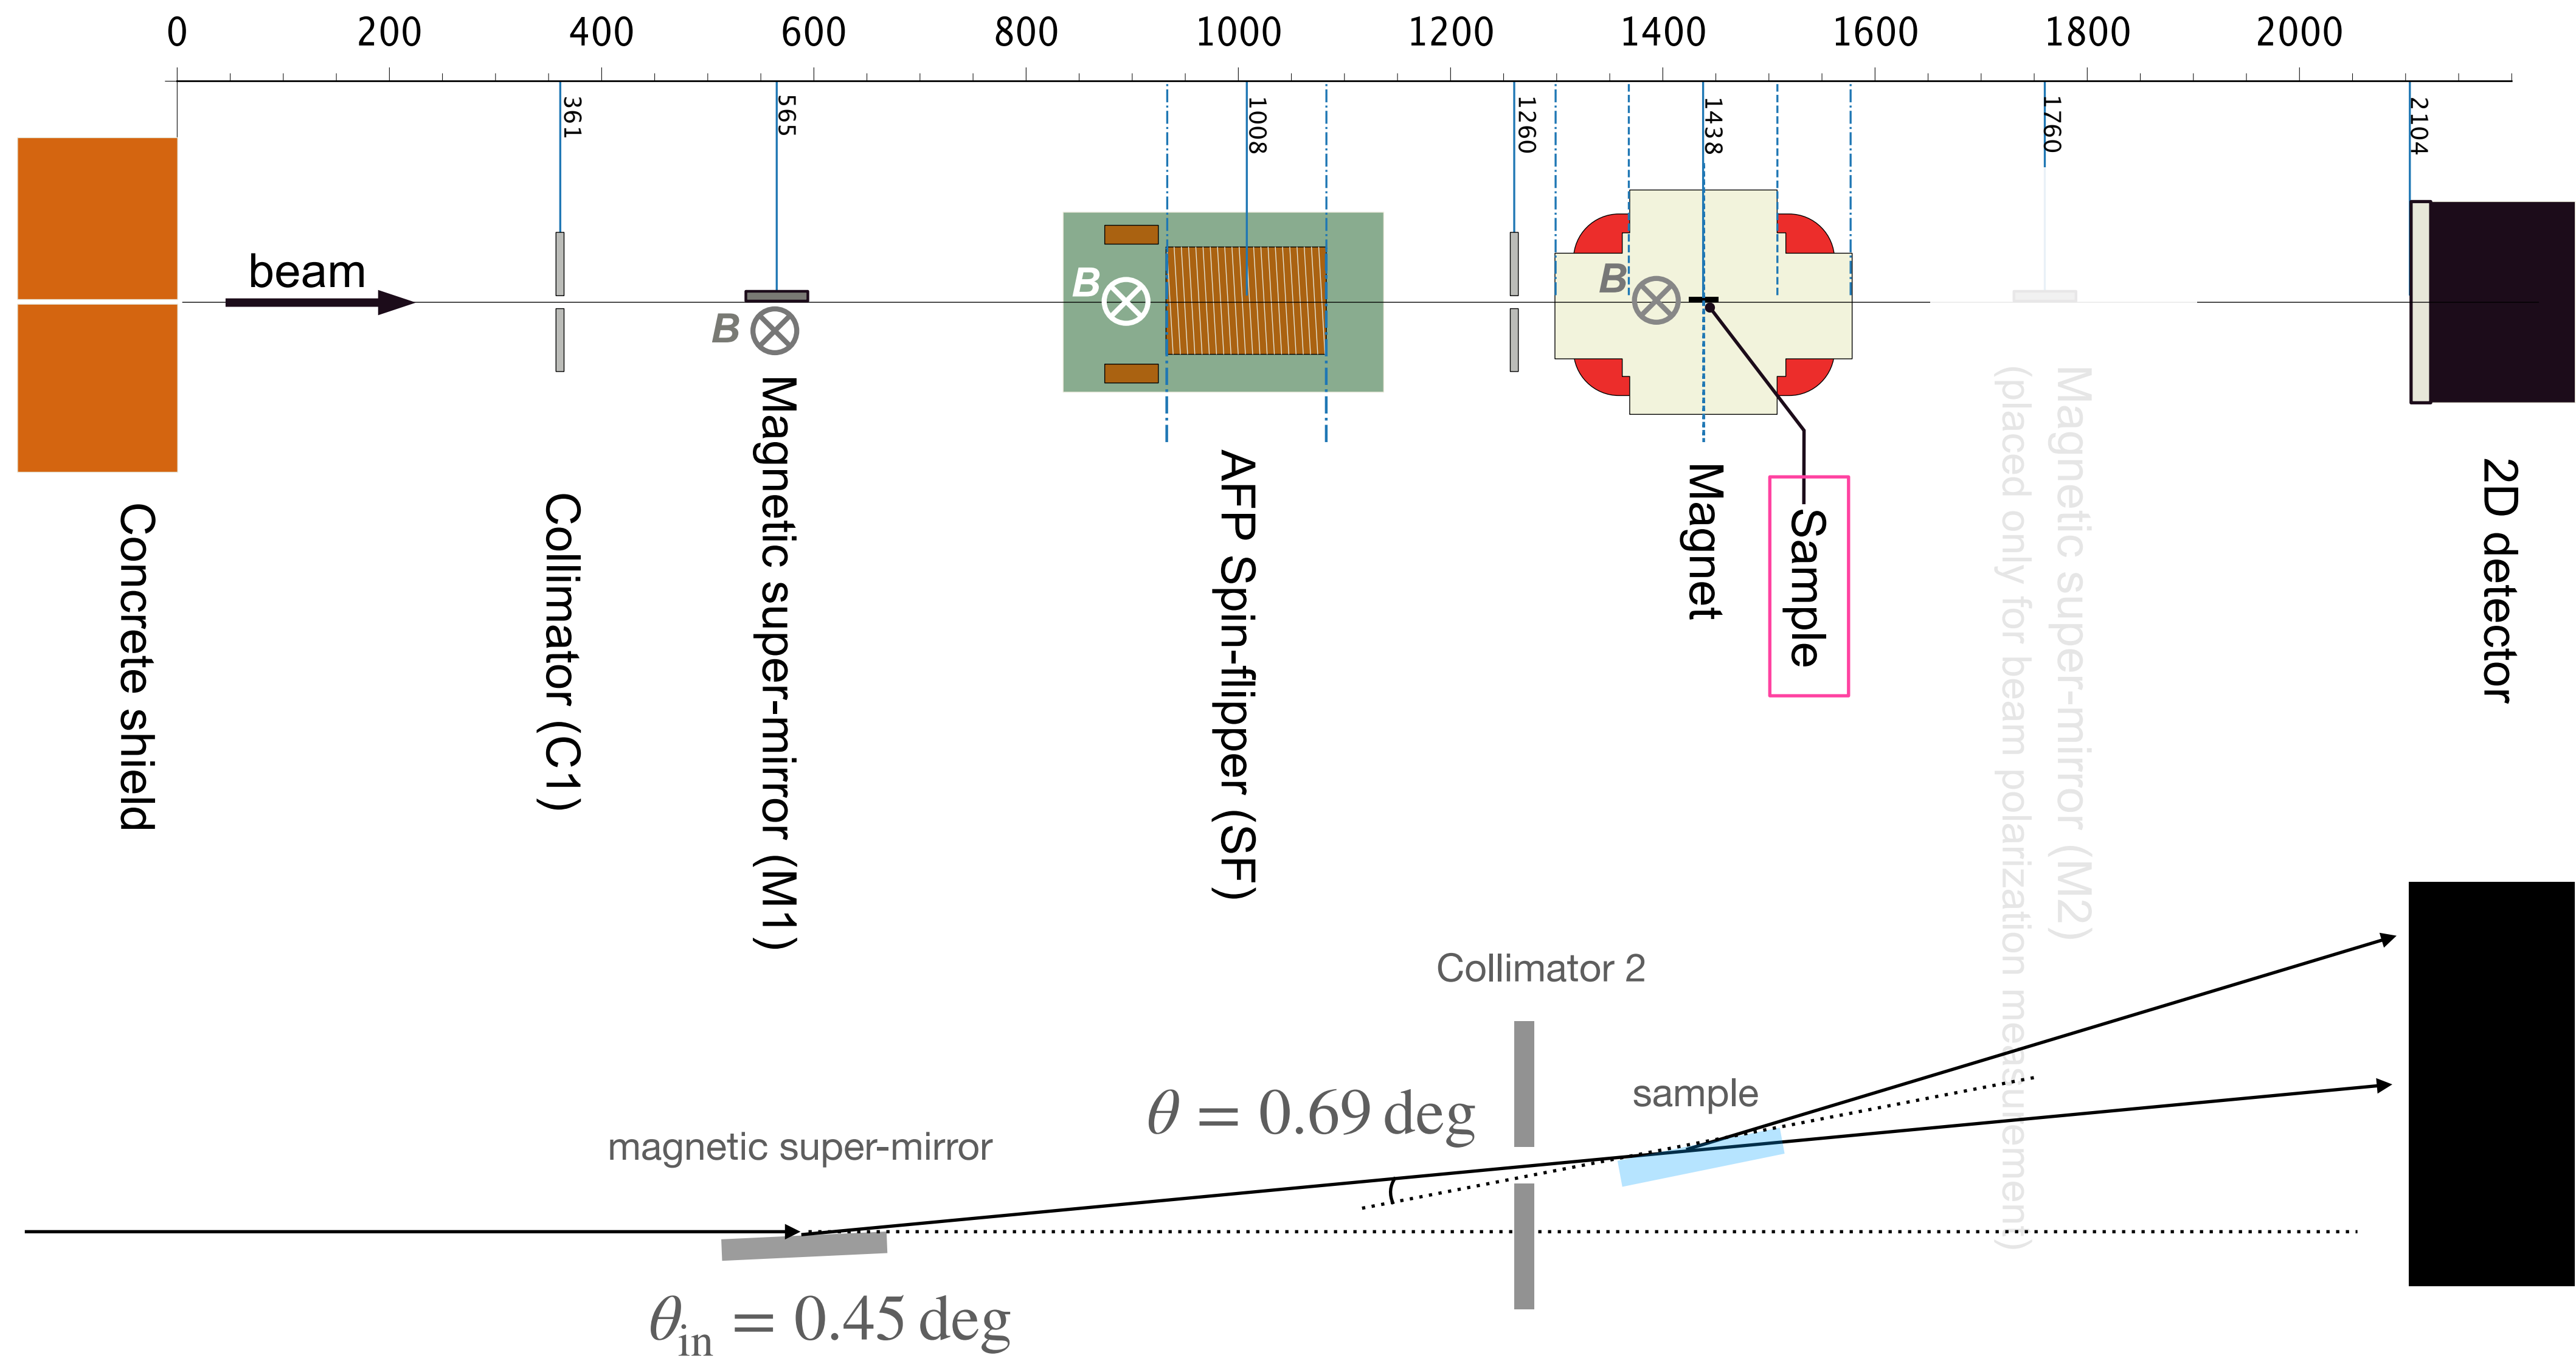 0 200 400 600 800 1000 1200 1400 1600 1800 2000
361
565
1008
1260
1438
1760
2104
beam
B
B
B
Concrete shield
Collimator (C1)
Magnetic super-mirror (M1)
AFP Spin-flipper (SF)
Magnet
Sample
Magnetic super-mirror (M2)
(placed only for beam polarization measurement)
2D detector
Collimator 2
θ = 0.69 deg
sample
magnetic super-mirror
θin = 0.45 deg